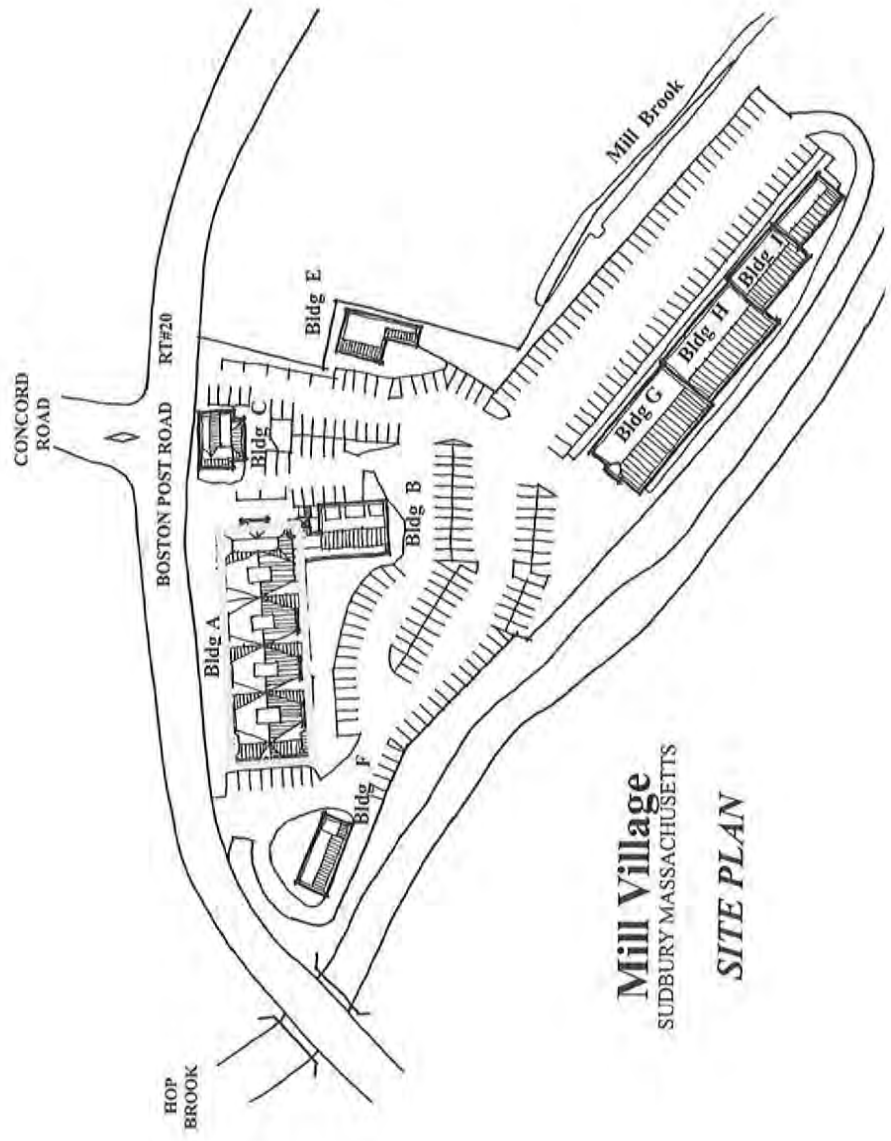 CONCORD
ROAD
BOSTON POST ROAD
RT#20
Mill Brook
Bldg E
Bldg C
Bldg A
Bldg B
Bldg F
Bldg G
Bldg H
Bldg I
HOP
BROOK
Mill Village
SUDBURY MASSACHUSETTS
SITE PLAN